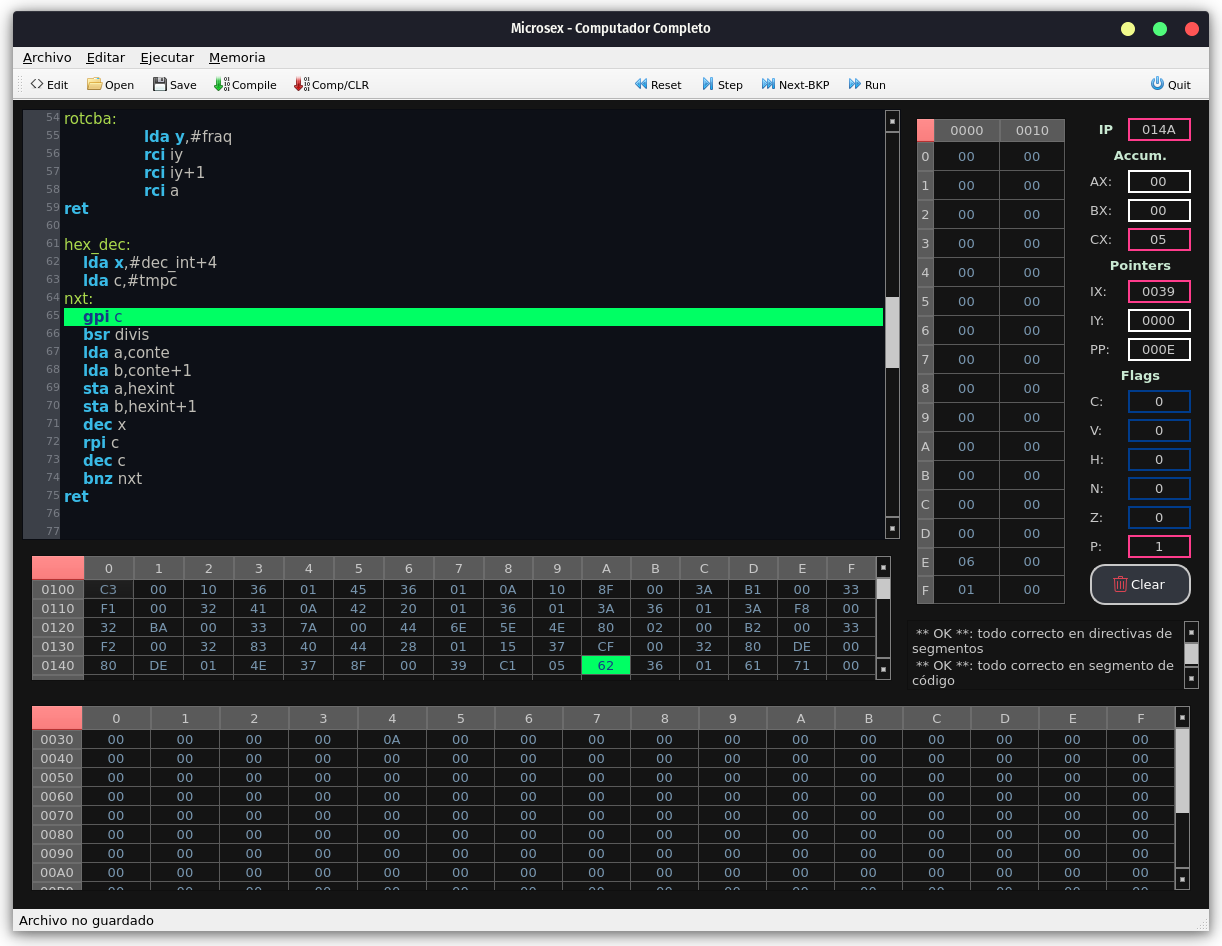 Microsex - Computador Completo
Archivo Editar Ejecutar Memoria
Edit Open Save Compile Comp/CLR Reset Step Next-BKP Run Quit
54 rotcba:
55 lda y,#fraq
56 rci iy
57 rci iy+1
58 rci a
59 ret
60
61 hex_dec:
62 lda x,#dec_int+4
63 lda c,#tmpc
64 nxt:
65 gpi c
66 bsr divis
67 lda a,conte
68 lda b,conte+1
69 sta a,hexint
70 sta b,hexint+1
71 dec x
72 rpi c
73 dec c
74 bnz nxt
75 ret
76
77
0000 0010
0 00 00
1 00 00
2 00 00
3 00 00
4 00 00
5 00 00
6 00 00
7 00 00
8 00 00
9 00 00
A 00 00
B 00 00
C 00 00
D 00 00
E 06 00
F 01 00
IP 014A
Accum.
AX: 00
BX: 00
CX: 05
Pointers
IX: 0039
IY: 0000
PP: 000E
Flags
C: 0
V: 0
H: 0
N: 0
Z: 0
P: 1
Clear
0 1 2 3 4 5 6 7 8 9 A B C D E F
0100 C3 00 10 36 01 45 36 01 0A 10 8F 00 3A B1 00 33
0110 F1 00 32 41 0A 42 20 01 36 01 3A 36 01 3A F8 00
0120 32 BA 00 33 7A 00 44 6E 5E 4E 80 02 00 B2 00 33
0130 F2 00 32 83 40 44 28 01 15 37 CF 00 32 80 DE 00
0140 80 DE 01 4E 37 8F 00 39 C1 05 62 36 01 61 71 00
** OK **: todo correcto en directivas de
segmentos
** OK **: todo correcto en segmento de
código
0 1 2 3 4 5 6 7 8 9 A B C D E F
0030 00 00 00 00 0A 00 00 00 00 00 00 00 00 00 00 00
0040 00 00 00 00 00 00 00 00 00 00 00 00 00 00 00 00
0050 00 00 00 00 00 00 00 00 00 00 00 00 00 00 00 00
0060 00 00 00 00 00 00 00 00 00 00 00 00 00 00 00 00
0070 00 00 00 00 00 00 00 00 00 00 00 00 00 00 00 00
0080 00 00 00 00 00 00 00 00 00 00 00 00 00 00 00 00
0090 00 00 00 00 00 00 00 00 00 00 00 00 00 00 00 00
00A0 00 00 00 00 00 00 00 00 00 00 00 00 00 00 00 00
Archivo no guardado